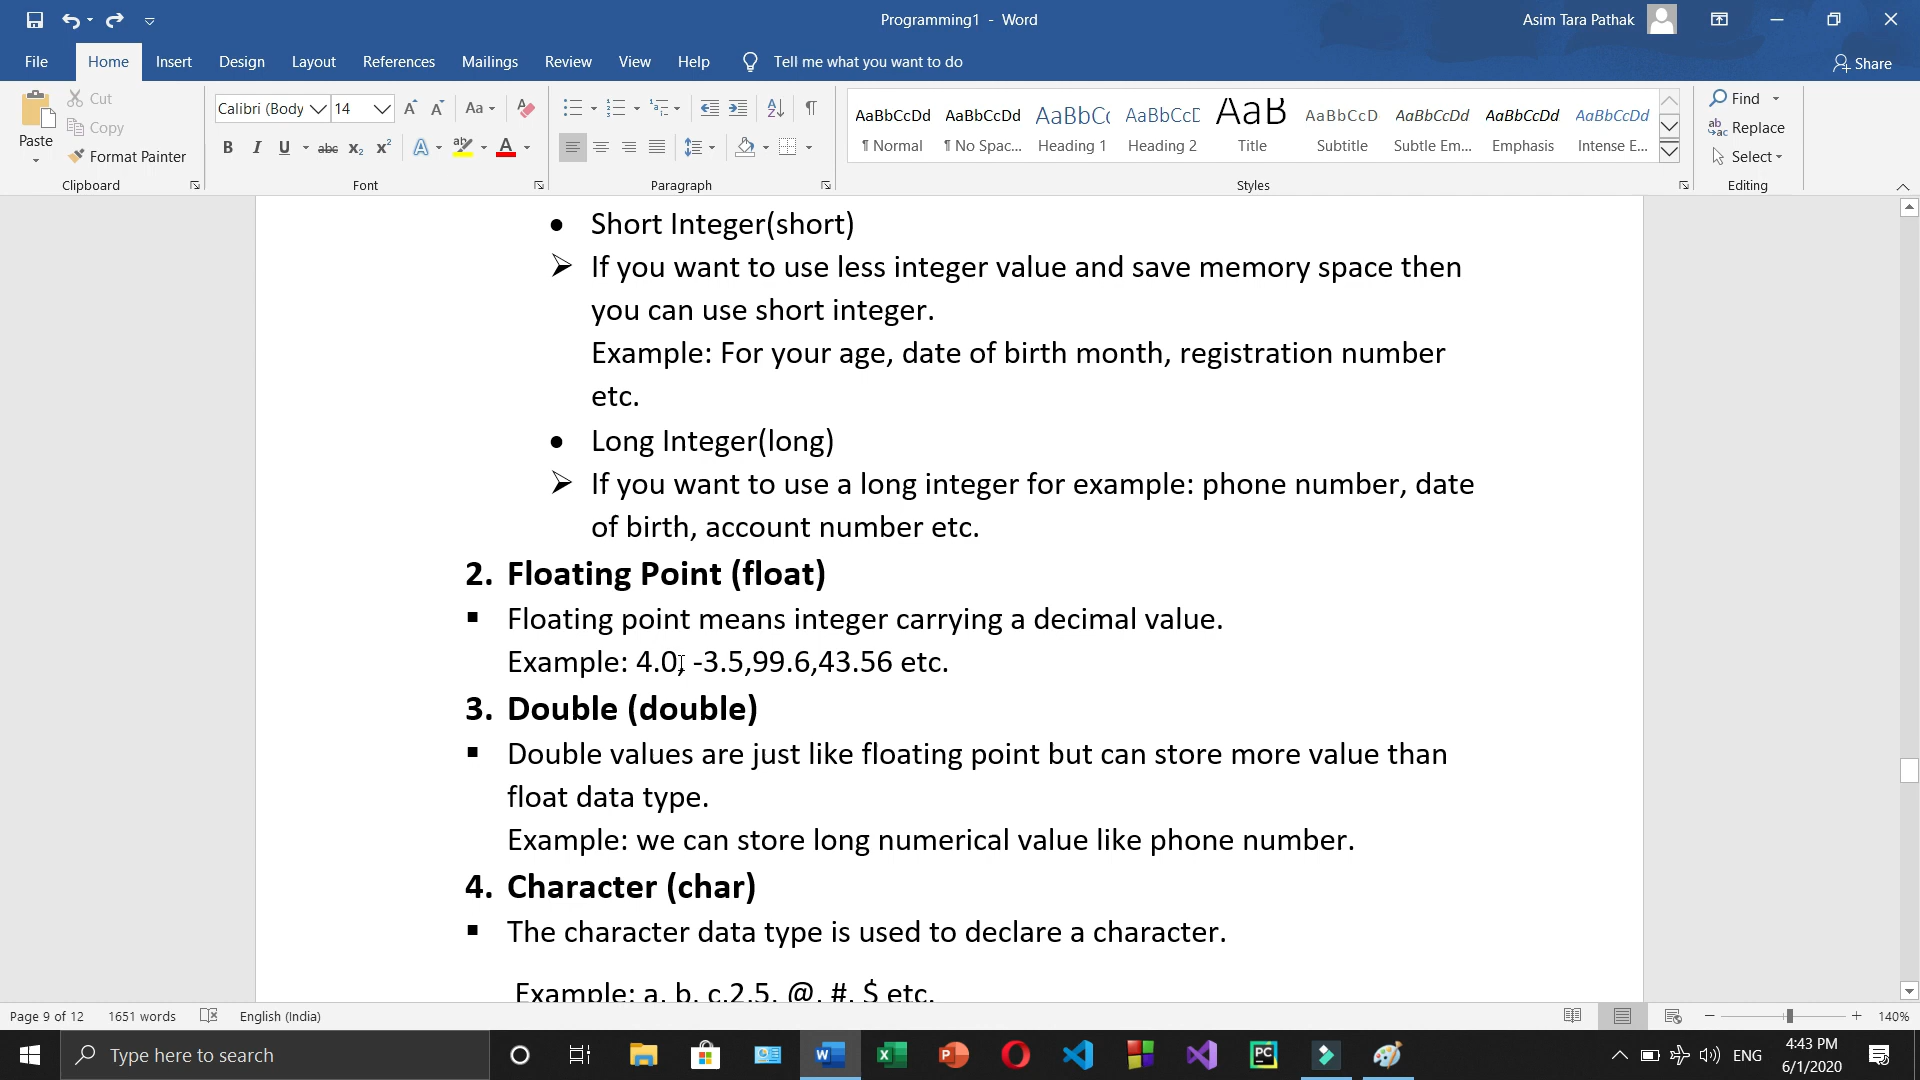 Programming1 - Word
Asim Tara Pathak
File
Home
Insert
Design
Layout
References
Mailings
Review
View
Help
Tell me what you want to do
Share
Paste
Cut
Copy
Format Painter
Clipboard
Calibri (Body
14
Font
Paragraph
AaBbCcDd
¶ Normal
AaBbCcDd
¶ No Spac...
AaBbCc
Heading 1
AaBbCcD
Heading 2
AaB
Title
AaBbCcD
Subtitle
AaBbCcDd
Subtle Em...
AaBbCcDd
Emphasis
AaBbCcDd
Intense E...
Styles
Find
Replace
Select
Editing
• Short Integer(short)
➢ If you want to use less integer value and save memory space then
you can use short integer.
Example: For your age, date of birth month, registration number
etc.
• Long Integer(long)
➢ If you want to use a long integer for example: phone number, date
of birth, account number etc.
2. Floating Point (float)
▪ Floating point means integer carrying a decimal value.
Example: 4.0, -3.5,99.6,43.56 etc.
3. Double (double)
▪ Double values are just like floating point but can store more value than
float data type.
Example: we can store long numerical value like phone number.
4. Character (char)
▪ The character data type is used to declare a character.
Example: a, b, c,2,5, @, #, $ etc.
Page 9 of 12
1651 words
English (India)
140%
Type here to search
ENG
4:43 PM
6/1/2020